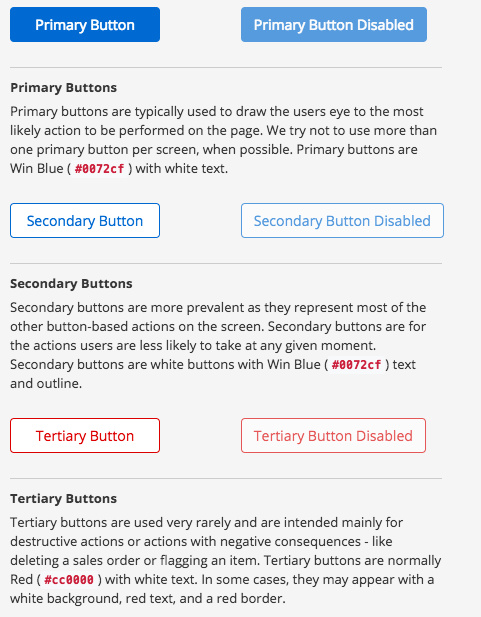 Primary Button Primary Button Disabled
Primary Buttons
Primary buttons are typically used to draw the users eye to the most
likely action to be performed on the page. We try not to use more than
one primary button per screen, when possible. Primary buttons are
Win Blue ( #0072cf ) with white text.
Secondary Button Secondary Button Disabled
Secondary Buttons
Secondary buttons are more prevalent as they represent most of the
other button-based actions on the screen. Secondary buttons are for
the actions users are less likely to take at any given moment.
Secondary buttons are white buttons with Win Blue ( #0072cf ) text
and outline.
Tertiary Button Tertiary Button Disabled
Tertiary Buttons
Tertiary buttons are used very rarely and are intended mainly for
destructive actions or actions with negative consequences - like
deleting a sales order or flagging an item. Tertiary buttons are normally
Red ( #cc0000 ) with white text. In some cases, they may appear with a
white background, red text, and a red border.